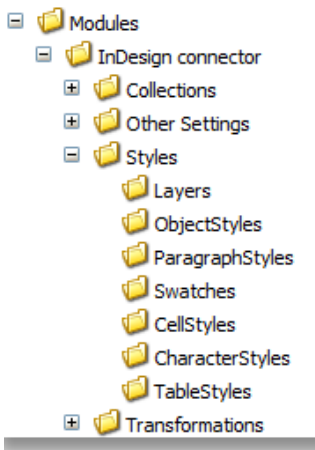 Modules
InDesign connector
Collections
Other Settings
Styles
Layers
ObjectStyles
ParagraphStyles
Swatches
CellStyles
CharacterStyles
TableStyles
Transformations